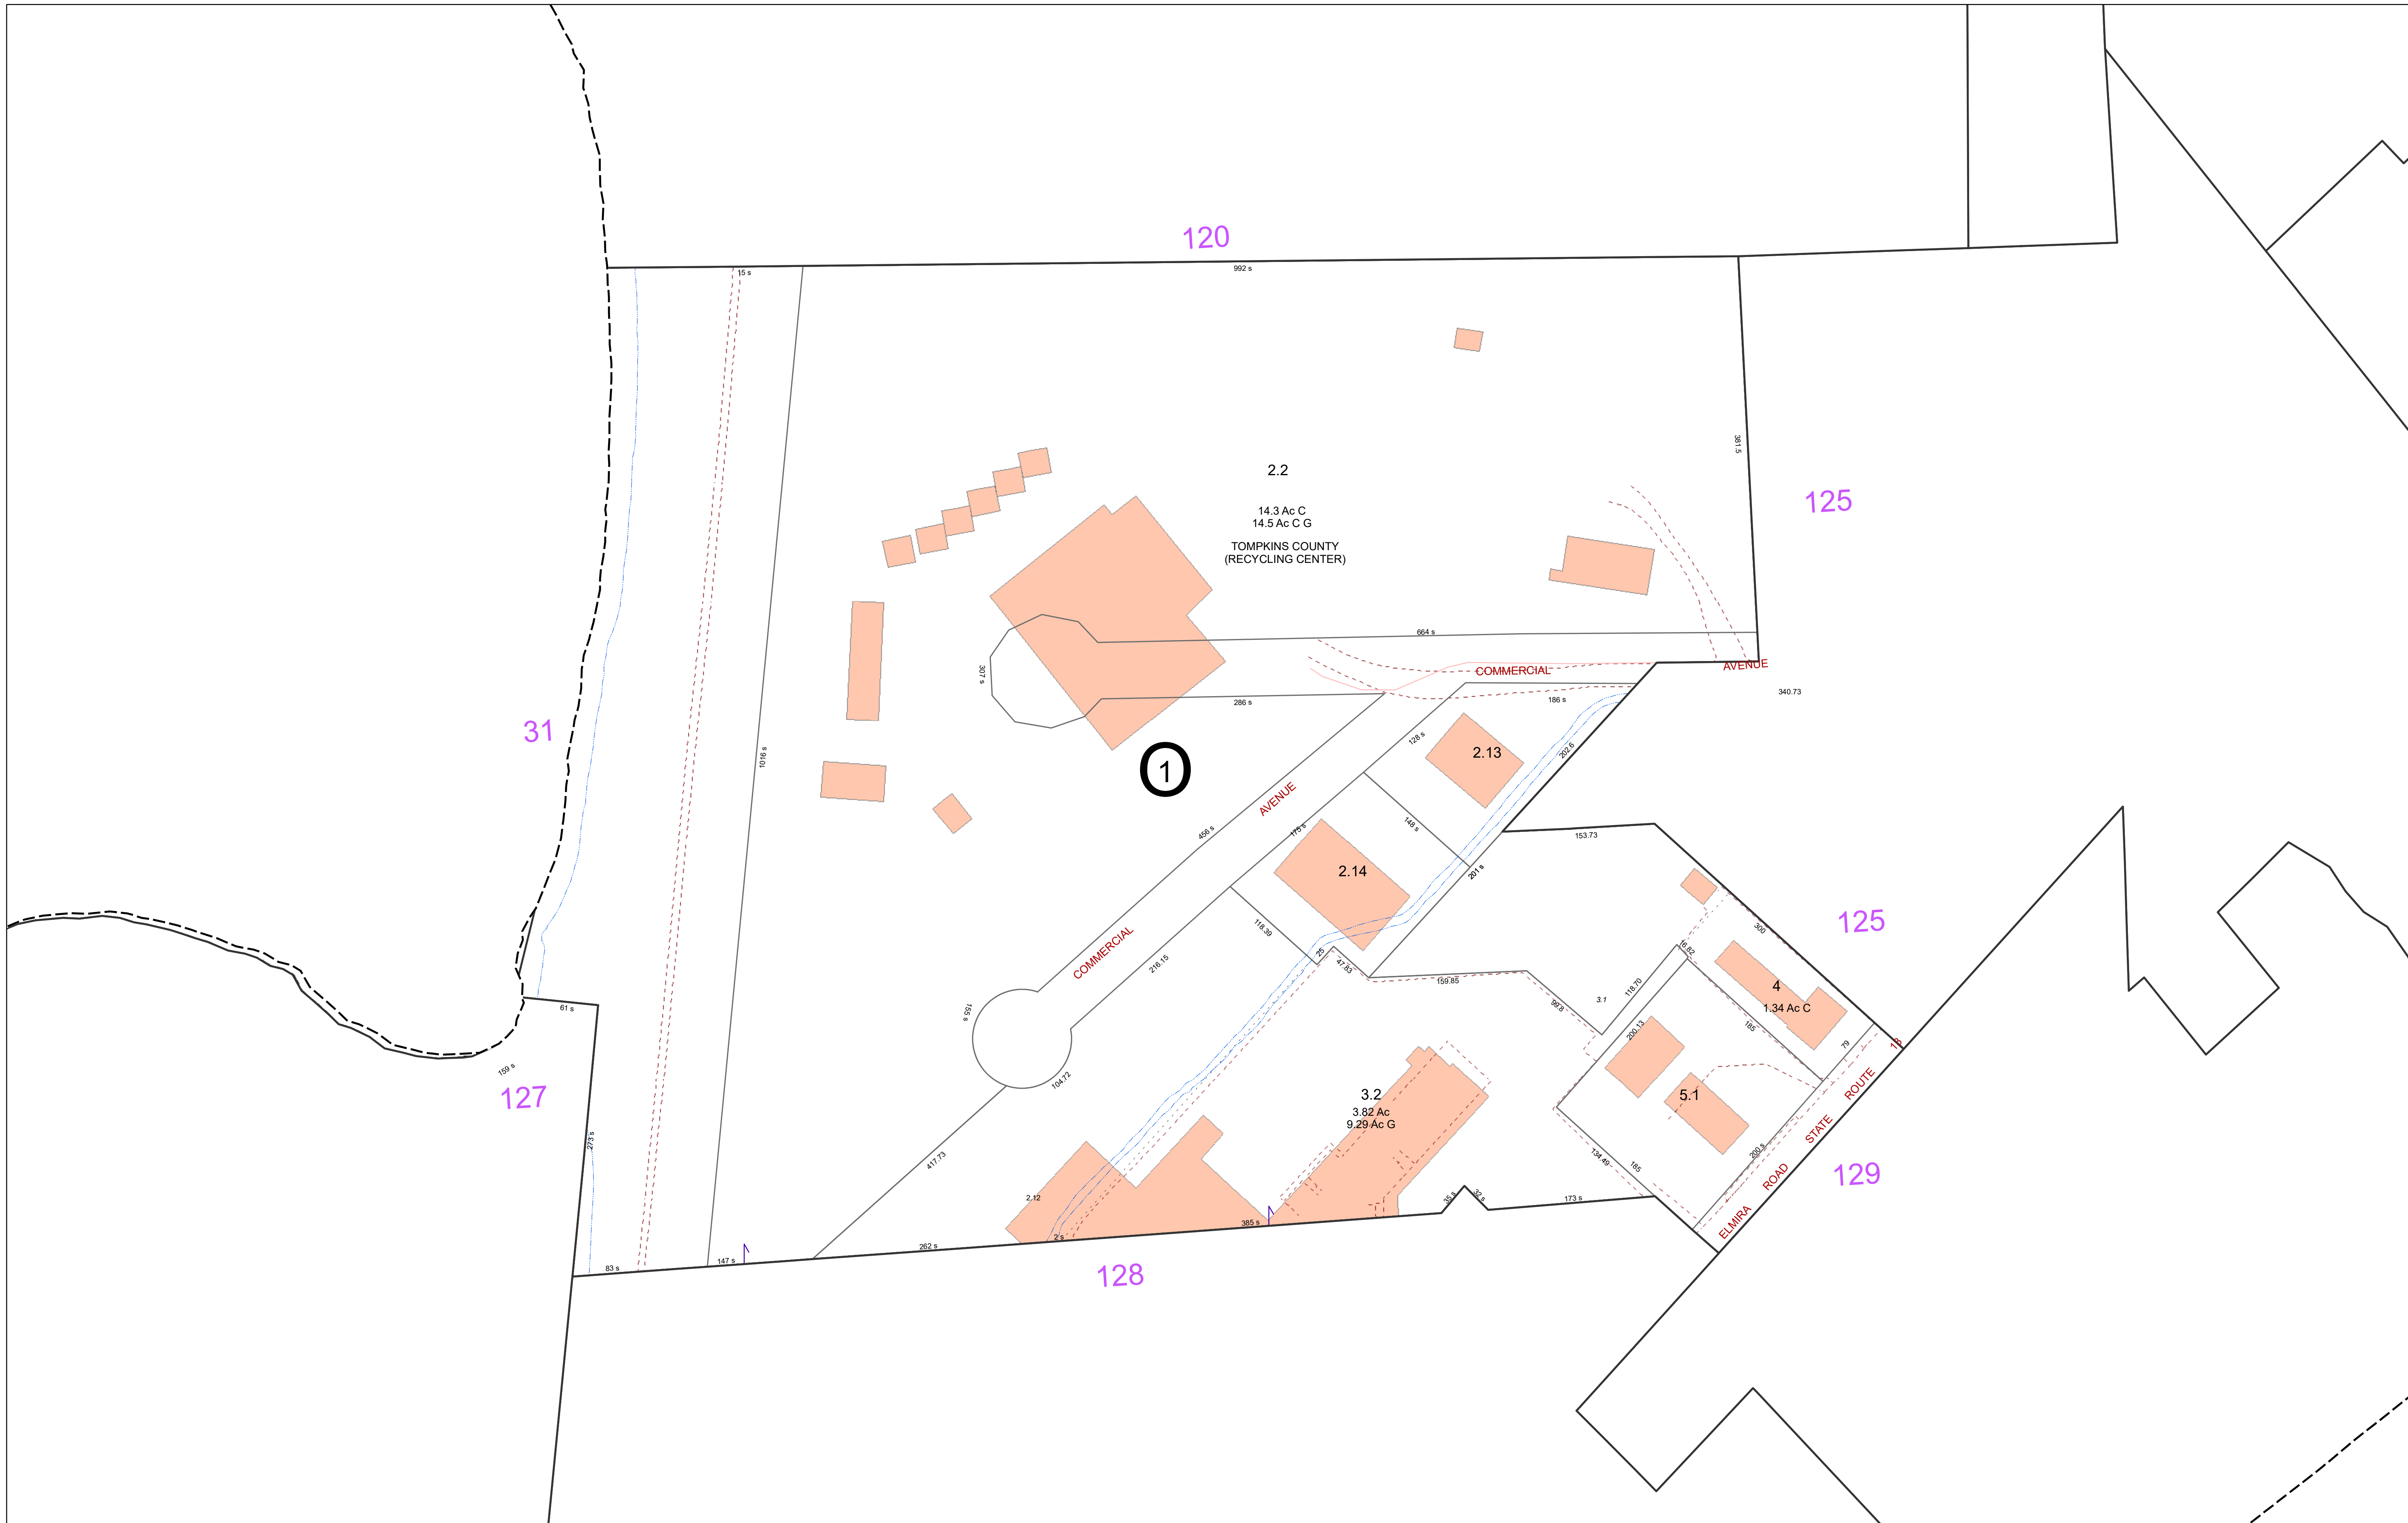 120
15 s
992 s
381.5
2.2
14.3 Ac C
14.5 Ac C G
TOMPKINS COUNTY
(RECYCLING CENTER)
125
664 s
COMMERCIAL
AVENUE
307 s
286 s
186 s
340.73
31
1016 s
1
128 s
2.13
202.6
AVENUE
456 s
175 s
148 s
153.73
2.14
201 s
118.39
25
47.83
COMMERCIAL
216.15
159.85
99.8
3.1
118.70
16.82
300
125
4
1.34 Ac C
185
200.13
79
18
155 s
61 s
159 s
127
104.72
3.2
3.82 Ac
9.29 Ac G
5.1
ROUTE
STATE
ROAD
ELMIRA
200 s
129
273 s
417.73
134.49
185
2.12
35 s
32 s
173 s
385 s
2 s
262 s
147 s
83 s
128